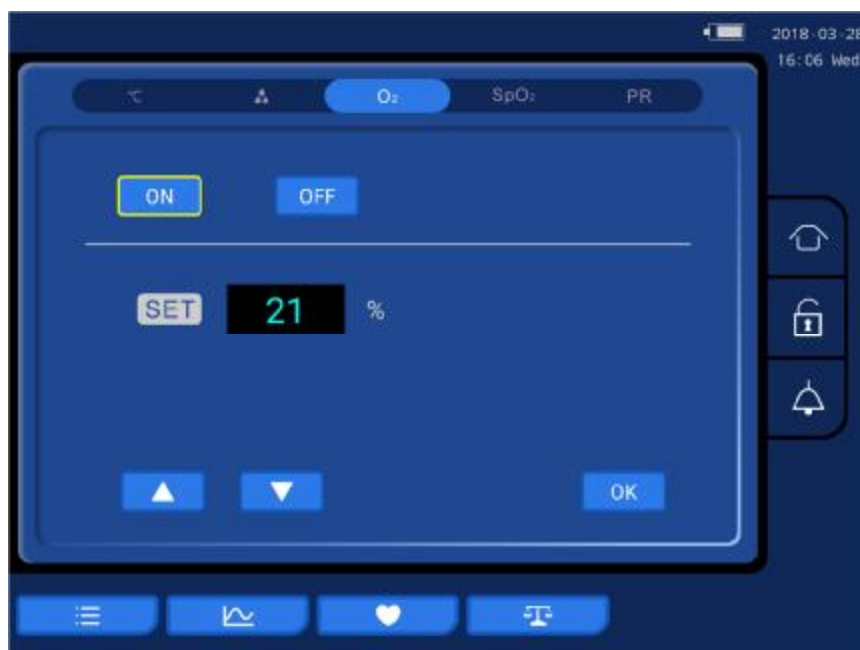 2018-03-28
16:06 Wed
℃ O₂ SpO₂ PR
ON OFF
SET 21 %
OK